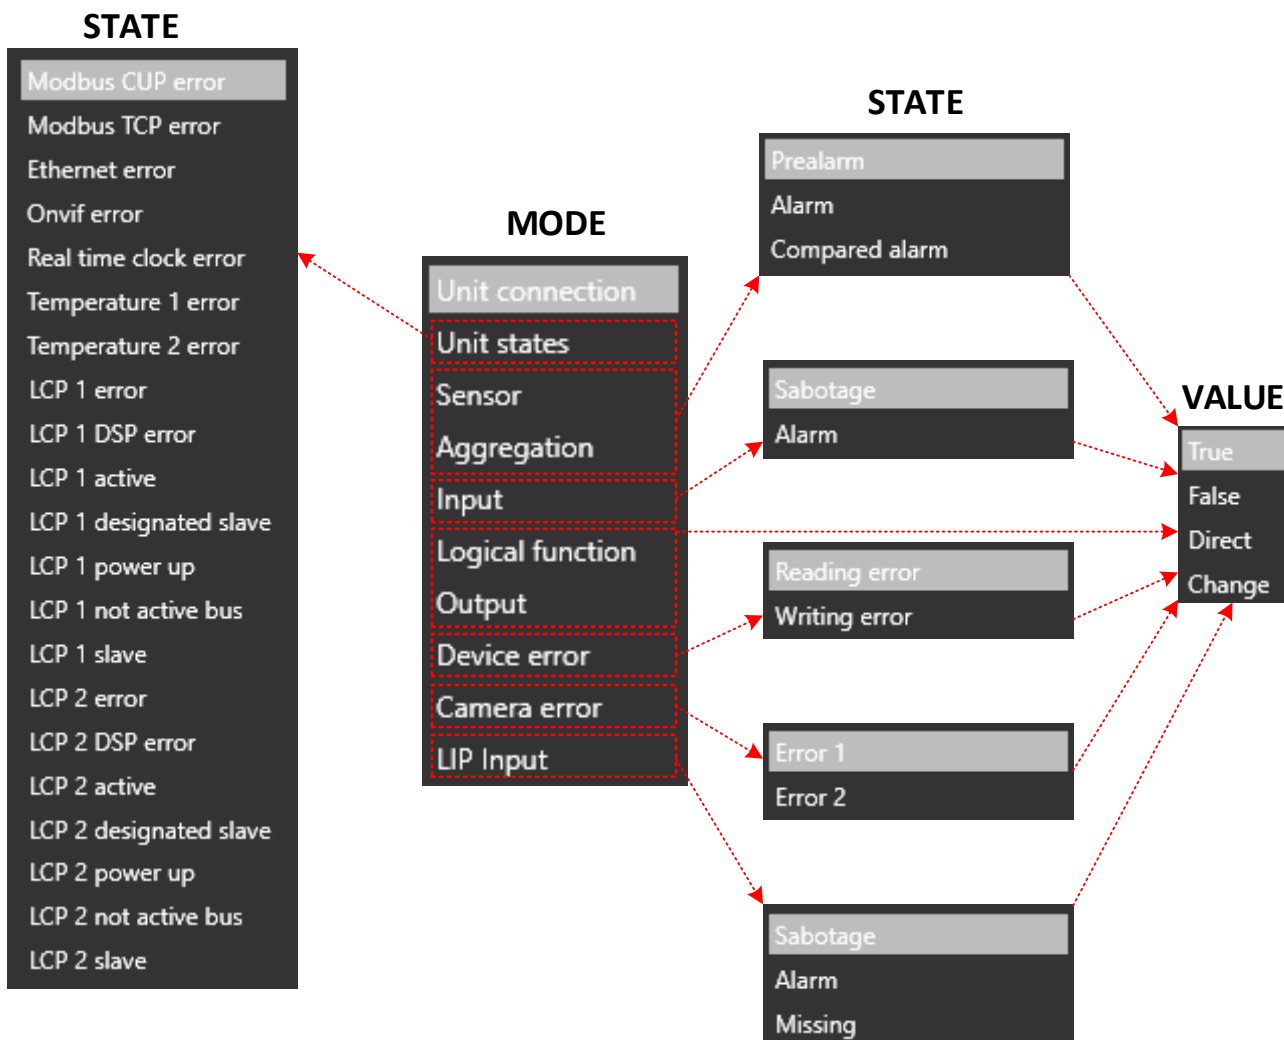 STATE
Modbus CUP error
Modbus TCP error
Ethernet error
Onvif error
Real time clock error
Temperature 1 error
Temperature 2 error
LCP 1 error
LCP 1 DSP error
LCP 1 active
LCP 1 designated slave
LCP 1 power up
LCP 1 not active bus
LCP 1 slave
LCP 2 error
LCP 2 DSP error
LCP 2 active
LCP 2 designated slave
LCP 2 power up
LCP 2 not active bus
LCP 2 slave
MODE
Unit connection
Unit states
Sensor
Aggregation
Input
Logical function
Output
Device error
Camera error
LIP Input
STATE
Prealarm
Alarm
Compared alarm
Sabotage
Alarm
Reading error
Writing error
Error 1
Error 2
Sabotage
Alarm
Missing
VALUE
True
False
Direct
Change